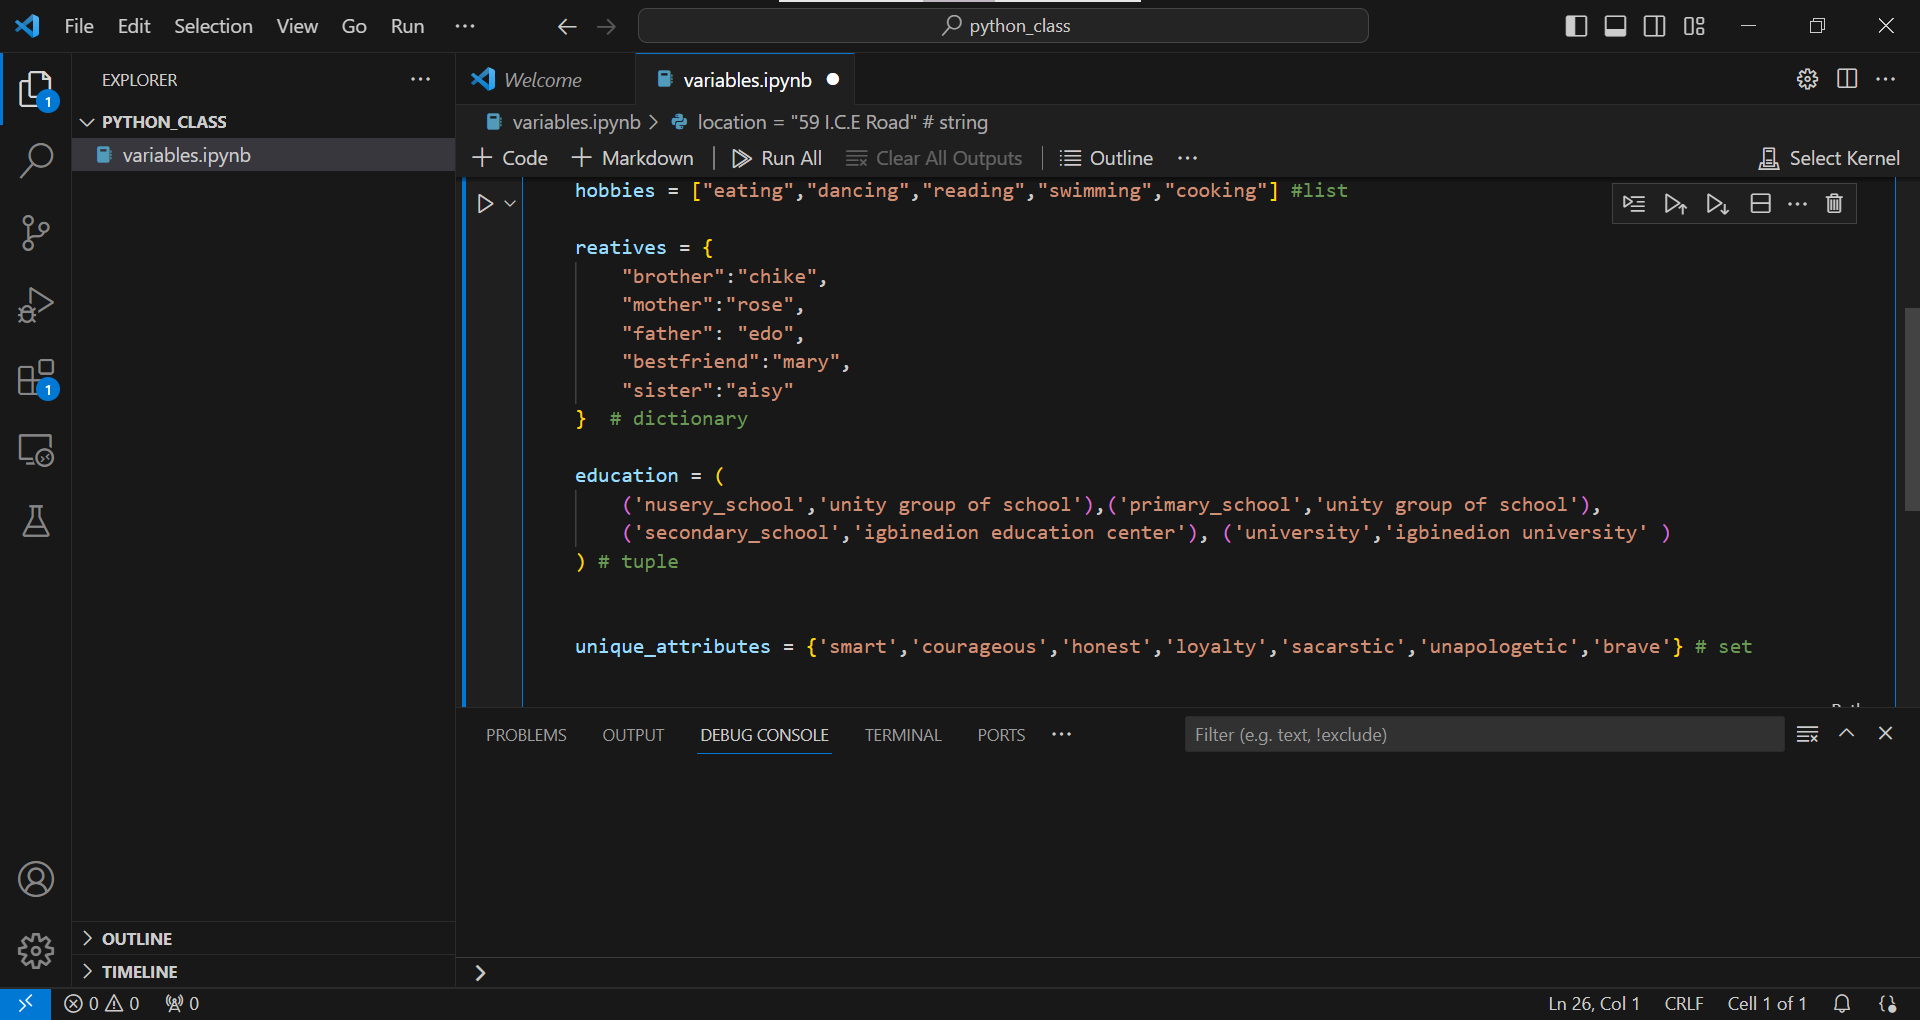 File Edit Selection View Go Run ··· python_class
EXPLORER ···
PYTHON_CLASS
variables.ipynb
1
1
OUTLINE
TIMELINE
Welcome variables.ipynb
variables.ipynb > location = "59 I.C.E Road" # string
+ Code + Markdown | Run All Clear All Outputs | Outline ··· Select Kernel
hobbies = ["eating","dancing","reading","swimming","cooking"] #list
reatives = {
"brother":"chike",
"mother":"rose",
"father": "edo",
"bestfriend":"mary",
"sister":"aisy"
}  # dictionary
education = (
('nusery_school','unity group of school'),('primary_school','unity group of school'),
('secondary_school','igbinedion education center'), ('university','igbinedion university' )
) # tuple
unique_attributes = {'smart','courageous','honest','loyalty','sacarstic','unapologetic','brave'} # set
PROBLEMS OUTPUT DEBUG CONSOLE TERMINAL PORTS ··· Filter (e.g. text, !exclude)
>
0 0 0 Ln 26, Col 1 CRLF Cell 1 of 1